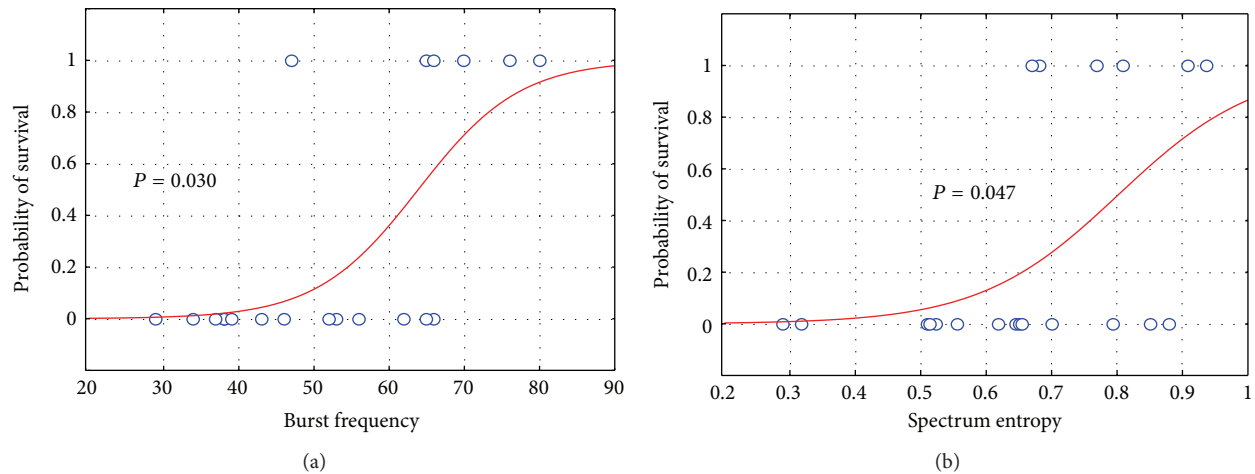 1
0.8
0.6
0.4
0.2
0
Probability of survival
P = 0.030
20 30 40 50 60 70 80 90
Burst frequency
(a)
1
0.8
0.6
0.4
0.2
0
Probability of survival
P = 0.047
0.2 0.3 0.4 0.5 0.6 0.7 0.8 0.9 1
Spectrum entropy
(b)